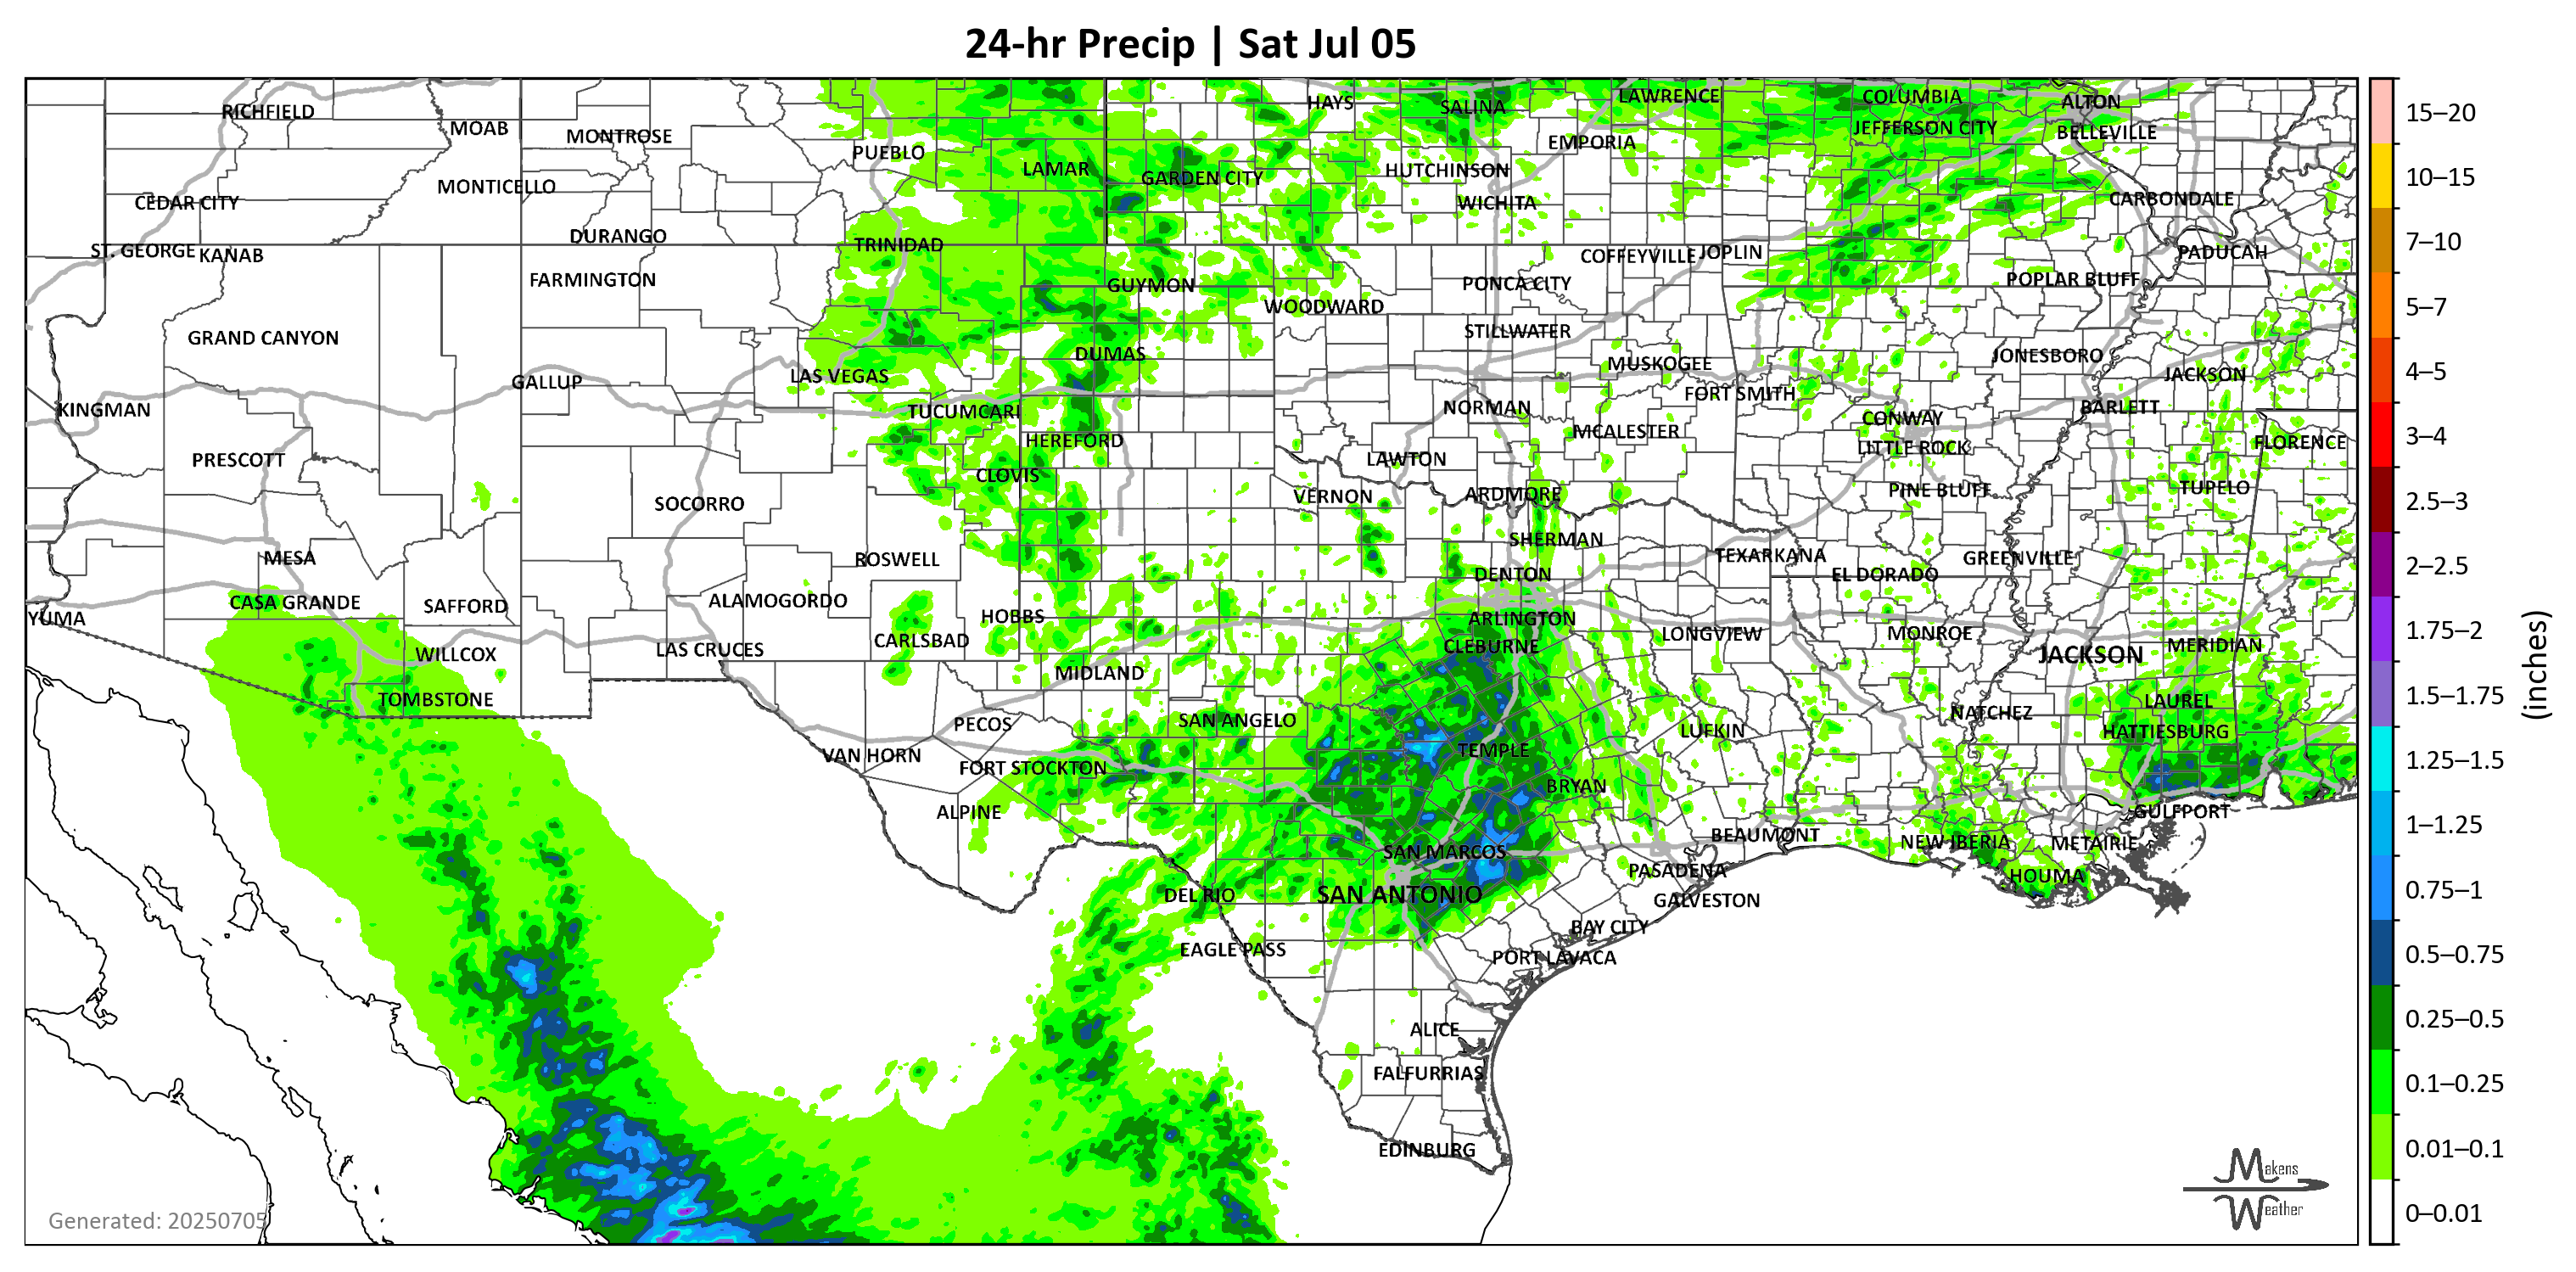 24-hr Precip | Sat Jul 05
RICHFIELD
MOAB
MONTROSE
PUEBLO
LAMAR
GARDEN CITY
HAYS
SALINA
LAWRENCE
COLUMBIA
ALTON
JEFFERSON CITY
BELLEVILLE
EMPORIA
HUTCHINSON
MONTICELLO
CEDAR CITY
WICHITA
CARBONDALE
DURANGO
TRINIDAD
ST. GEORGE
KANAB
COFFEYVILLE
JOPLIN
PADUCAH
FARMINGTON
GUYMON
PONCA CITY
POPLAR BLUFF
WOODWARD
GRAND CANYON
STILLWATER
DUMAS
JONESBORO
MUSKOGEE
GALLUP
LAS VEGAS
JACKSON
FORT SMITH
KINGMAN
TUCUMCARI
NORMAN
BARLETT
CONWAY
MCALESTER
HEREFORD
FLORENCE
LITTLE ROCK
PRESCOTT
LAWTON
CLOVIS
SOCORRO
VERNON
ARDMORE
PINE BLUFF
TUPELO
SHERMAN
MESA
ROSWELL
TEXARKANA
GREENVILLE
DENTON
EL DORADO
CASA GRANDE
SAFFORD
ALAMOGORDO
YUMA
HOBBS
ARLINGTON
CARLSBAD
CLEBURNE
LONGVIEW
MONROE
MERIDIAN
WILLCOX
LAS CRUCES
JACKSON
MIDLAND
TOMBSTONE
LAUREL
NATCHEZ
PECOS
SAN ANGELO
LUFKIN
HATTIESBURG
TEMPLE
VAN HORN
FORT STOCKTON
BRYAN
ALPINE
GULFPORT
BEAUMONT
SAN MARCOS
NEW IBERIA
METAIRIE
PASADENA
HOUMA
DEL RIO
SAN ANTONIO
GALVESTON
BAY CITY
EAGLE PASS
PORT LAVACA
ALICE
FALFURRIAS
EDINBURG
Generated: 20250705
Makens
Weather
15–20
10–15
7–10
5–7
4–5
3–4
2.5–3
2–2.5
1.75–2
1.5–1.75
1.25–1.5
1–1.25
0.75–1
0.5–0.75
0.25–0.5
0.1–0.25
0.01–0.1
0–0.01
(inches)